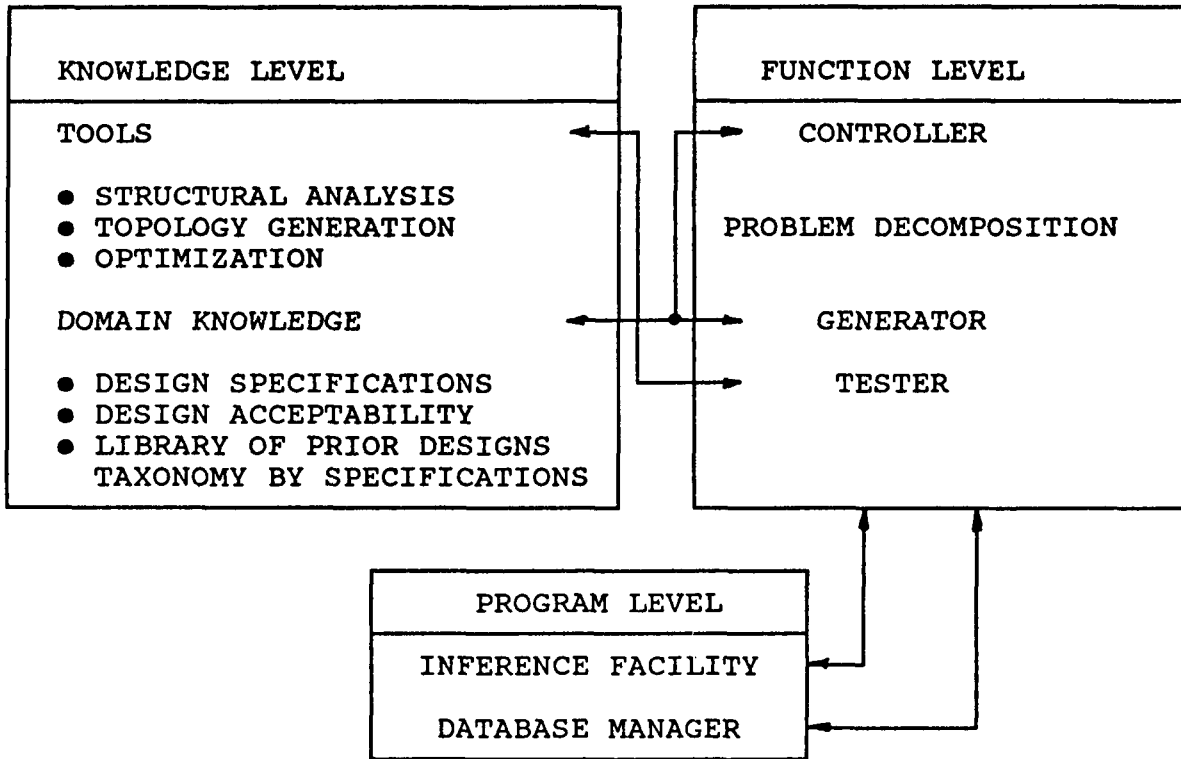 KNOWLEDGE LEVEL
TOOLS
● STRUCTURAL ANALYSIS
● TOPOLOGY GENERATION
● OPTIMIZATION
DOMAIN KNOWLEDGE
● DESIGN SPECIFICATIONS
● DESIGN ACCEPTABILITY
● LIBRARY OF PRIOR DESIGNS
TAXONOMY BY SPECIFICATIONS
FUNCTION LEVEL
CONTROLLER
PROBLEM DECOMPOSITION
GENERATOR
TESTER
PROGRAM LEVEL
INFERENCE FACILITY
DATABASE MANAGER